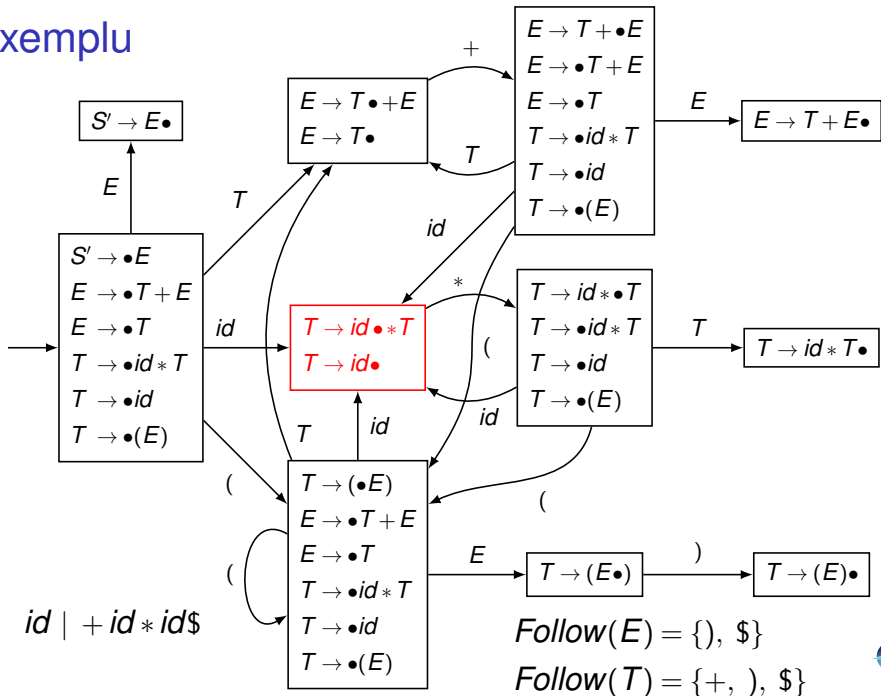 xemplu
S′ → E•
E
S′ → •E
E → •T + E
E → •T
T → •id * T
T → •id
T → •(E)
T
id
(
E → T• + E
E → T•
+
T
E → T + •E
E → •T + E
E → •T
T → •id * T
T → •id
T → •(E)
E
E → T + E•
id
(
T → id • * T
T → id•
*
id
T → id * •T
T → •id * T
T → •id
T → •(E)
T
T → id * T•
(
T
id
T → (•E)
E → •T + E
E → •T
T → •id * T
T → •id
T → •(E)
(
E
T → (E•)
)
T → (E)•
id | + id * id$
Follow(E) = {), $}
Follow(T) = {+, ), $}